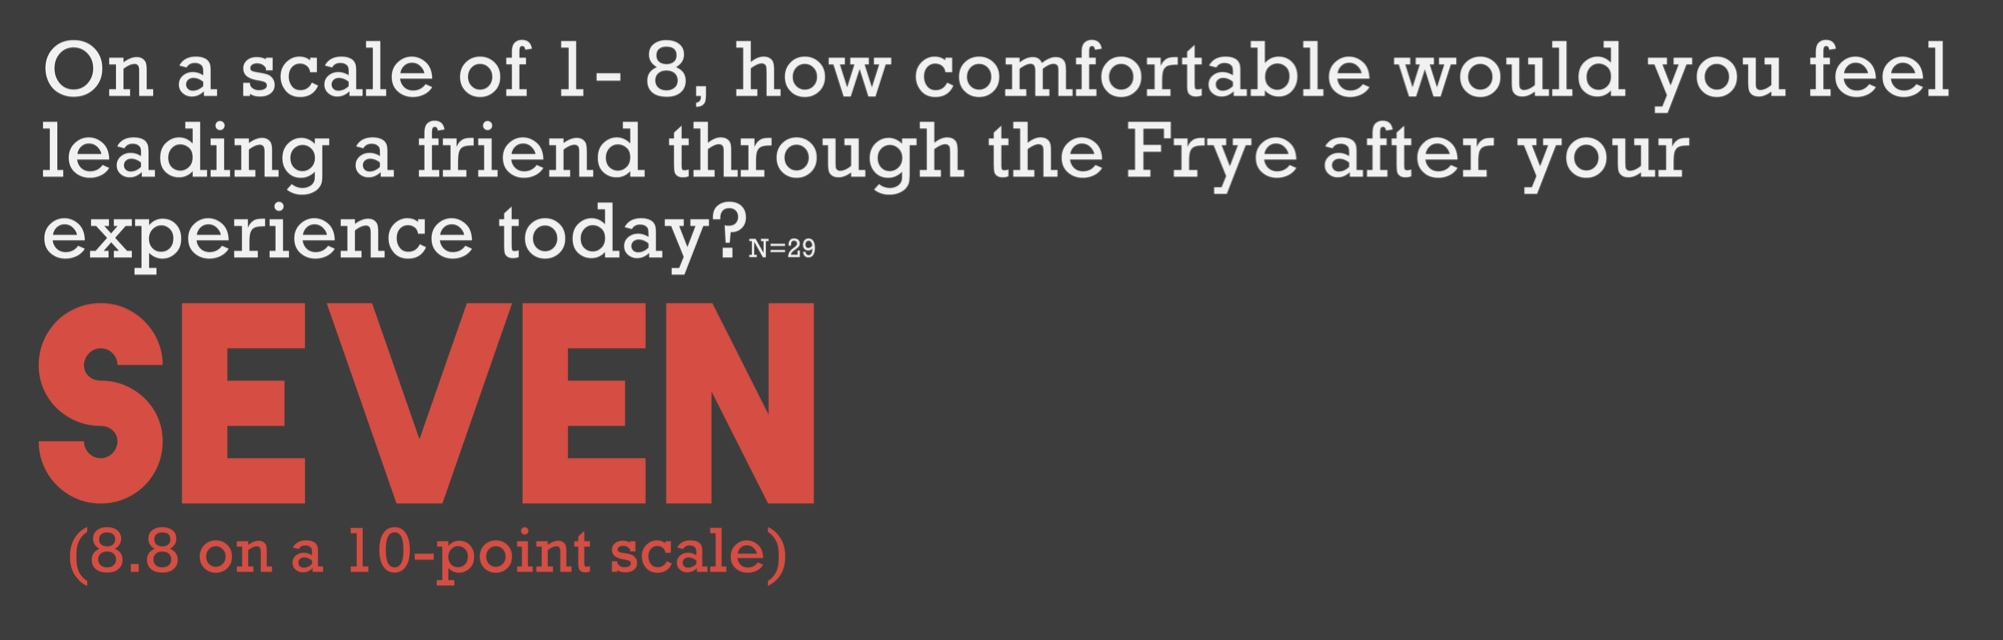 On a scale of 1- 8, how comfortable would you feel
leading a friend through the Frye after your
experience today?N=29
SEVEN
(8.8 on a 10-point scale)